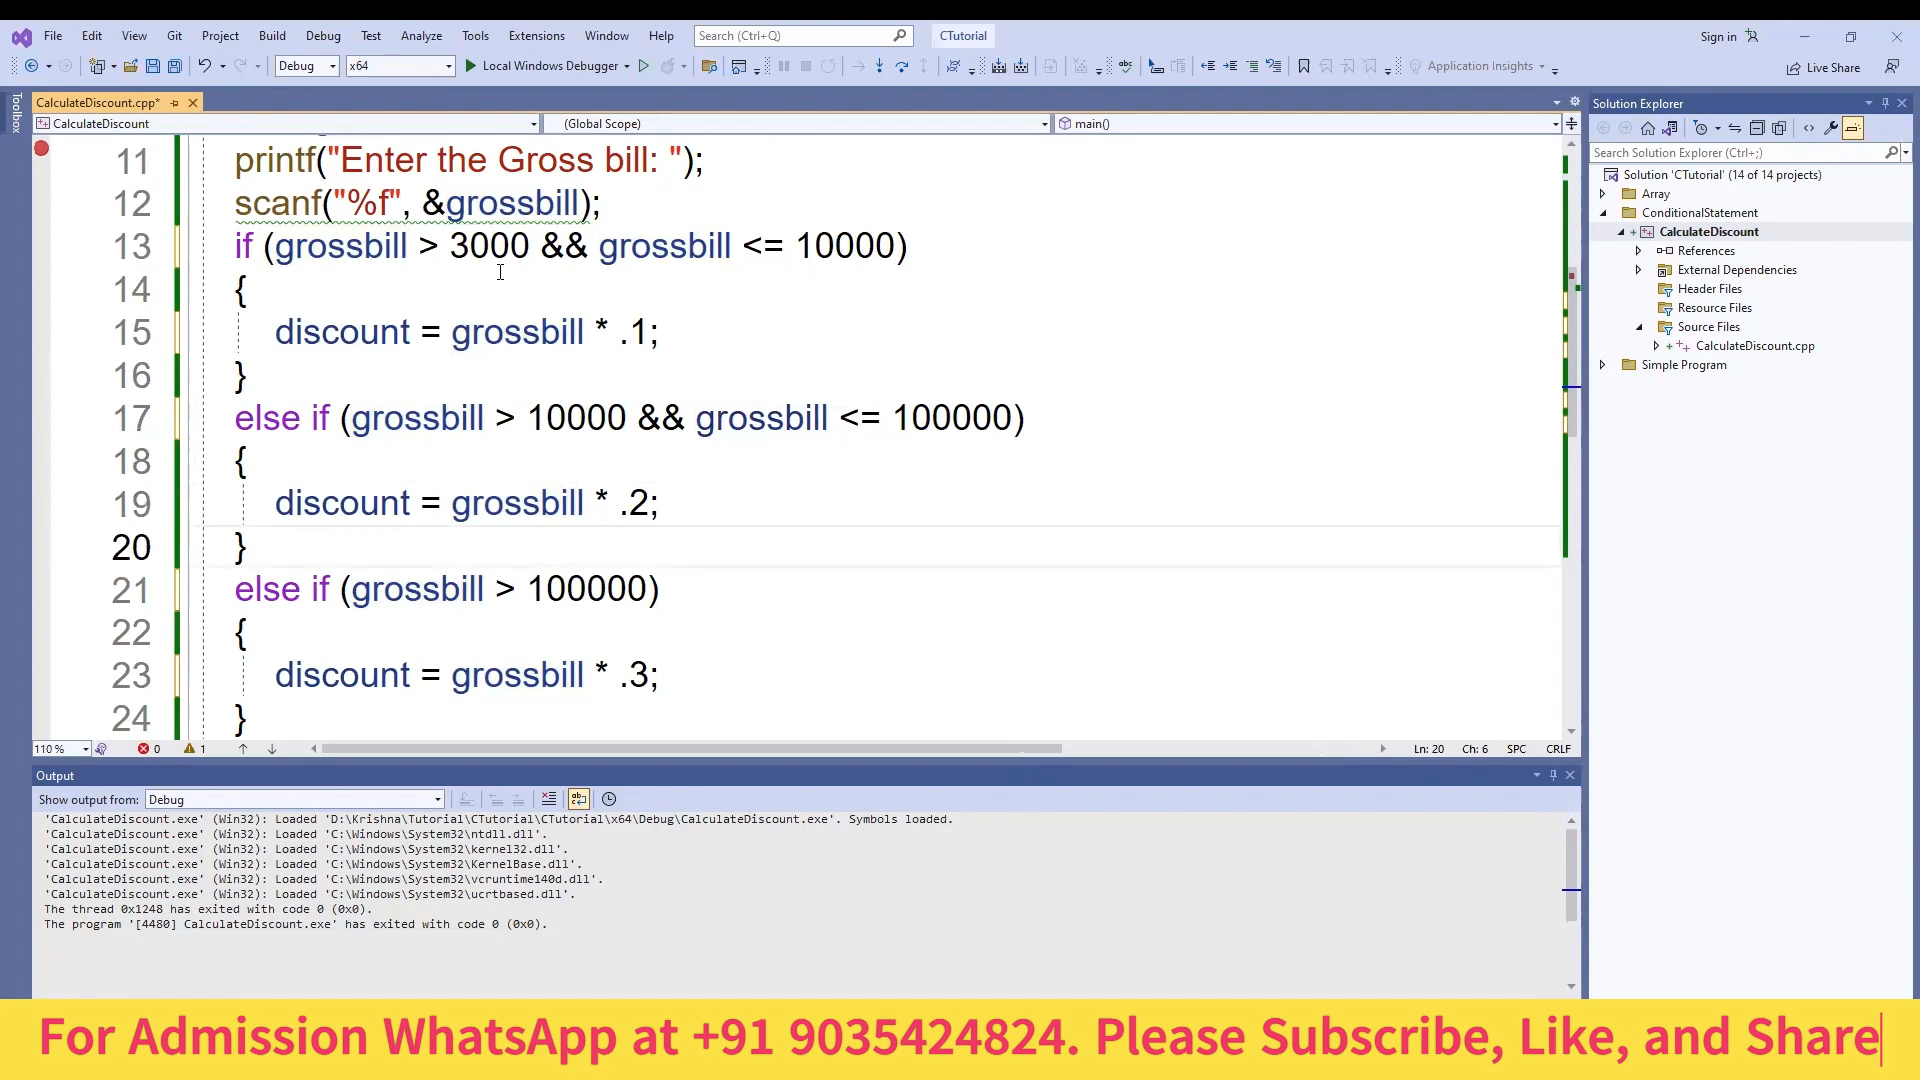 File Edit View Git Project Build Debug Test Analyze Tools Extensions Window Help Search (Ctrl+Q) CTutorial Sign in
Debug x64 Local Windows Debugger Application Insights Live Share
Toolbox
CalculateDiscount.cpp*
CalculateDiscount (Global Scope) main()
11 printf("Enter the Gross bill: ");
12 scanf("%f", &grossbill);
13 if (grossbill > 3000 && grossbill <= 10000)
14 {
15 discount = grossbill * .1;
16 }
17 else if (grossbill > 10000 && grossbill <= 100000)
18 {
19 discount = grossbill * .2;
20 }
21 else if (grossbill > 100000)
22 {
23 discount = grossbill * .3;
24 }
110 % 0 1 Ln: 20 Ch: 6 SPC CRLF
Output
Show output from: Debug
'CalculateDiscount.exe' (Win32): Loaded 'D:\Krishna\Tutorial\CTutorial\CTutorial\x64\Debug\CalculateDiscount.exe'. Symbols loaded.
'CalculateDiscount.exe' (Win32): Loaded 'C:\Windows\System32\ntdll.dll'.
'CalculateDiscount.exe' (Win32): Loaded 'C:\Windows\System32\kernel32.dll'.
'CalculateDiscount.exe' (Win32): Loaded 'C:\Windows\System32\KernelBase.dll'.
'CalculateDiscount.exe' (Win32): Loaded 'C:\Windows\System32\vcruntime140d.dll'.
'CalculateDiscount.exe' (Win32): Loaded 'C:\Windows\System32\ucrtbased.dll'.
The thread 0x1248 has exited with code 0 (0x0).
The program '[4480] CalculateDiscount.exe' has exited with code 0 (0x0).
Solution Explorer
Search Solution Explorer (Ctrl+;)
Solution 'CTutorial' (14 of 14 projects)
Array
ConditionalStatement
CalculateDiscount
References
External Dependencies
Header Files
Resource Files
Source Files
CalculateDiscount.cpp
Simple Program
For Admission WhatsApp at +91 9035424824. Please Subscribe, Like, and Share